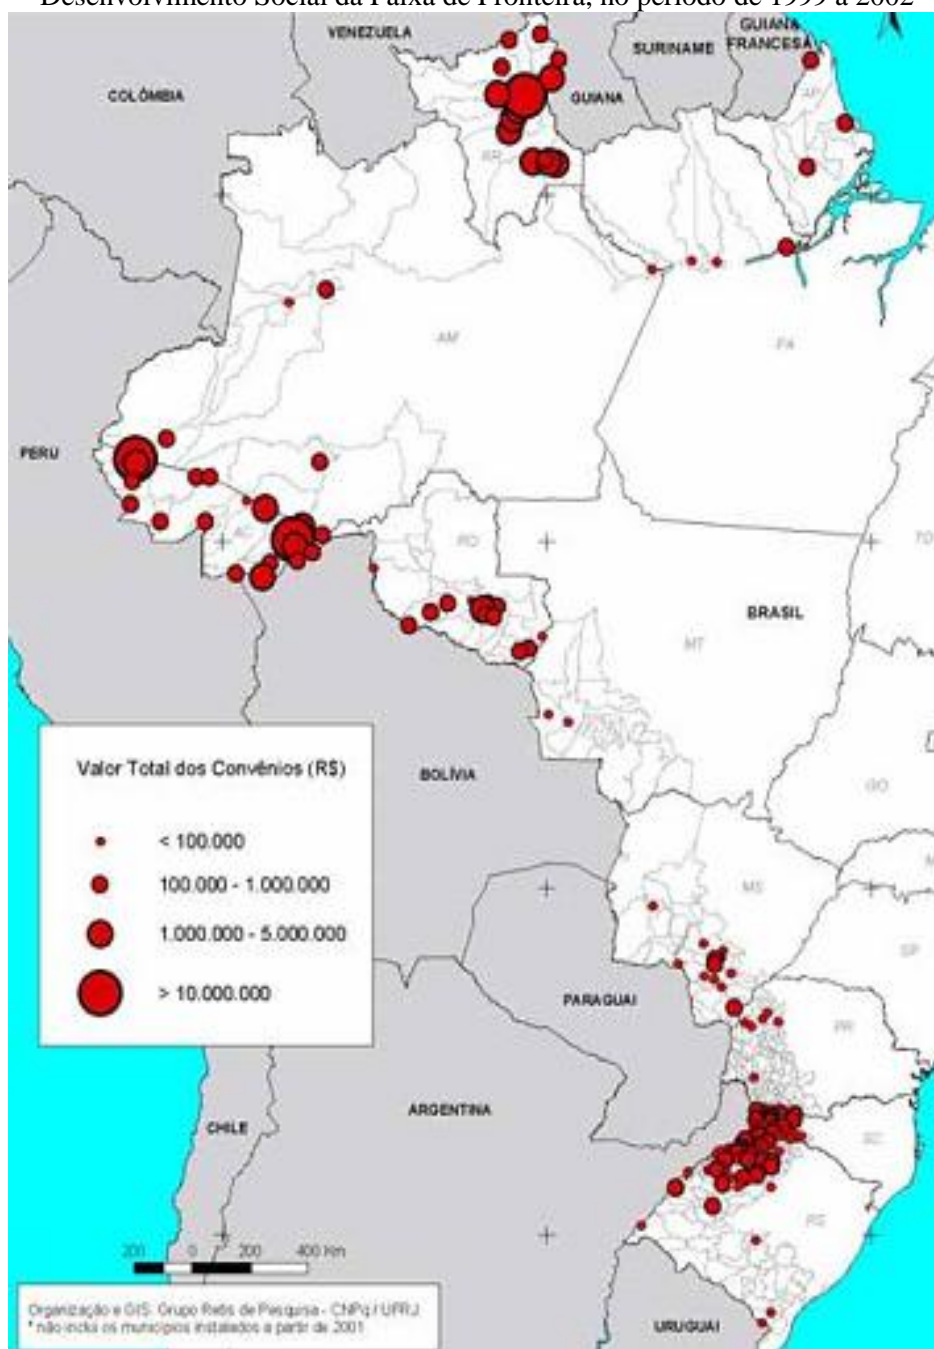 Desenvolvimento Social da Faixa de Fronteira, no período de 1999 a 2002
VENEZUELA
GUIANA
FRANCESA
SURINAME
COLÔMBIA
GUIANA
AP
RR
AM
PA
PERU
AC
RO
TO
BRASIL
MT
Valor Total dos Convênios (R$)
< 100.000
100.000 - 1.000.000
1.000.000 - 5.000.000
> 10.000.000
BOLÍVIA
GO
MS
SP
PARAGUAI
PR
ARGENTINA
CHILE
SC
RS
200 0 200 400 Km
Organização e GIS: Grupo Retis de Pesquisa - CNPq / UFRJ
* não inclui os municípios instalados a partir de 2001
URUGUAI